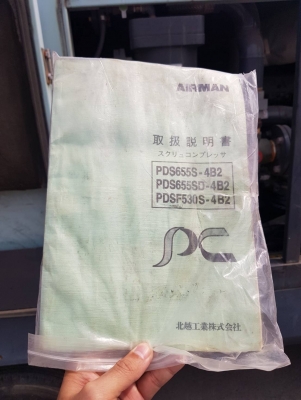 AIRMAN
取扱説明書
スクリュコンプレッサ
PDS655S-4B2
PDS655SD-4B2
PDSF530S-4B2
北越工業株式会社